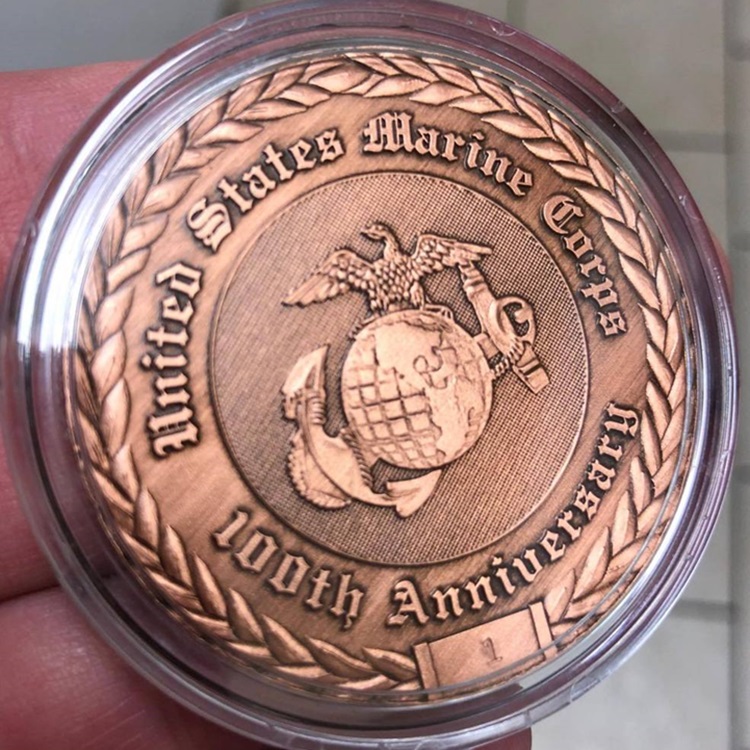 United States Marine Corps
100th Anniversary
1